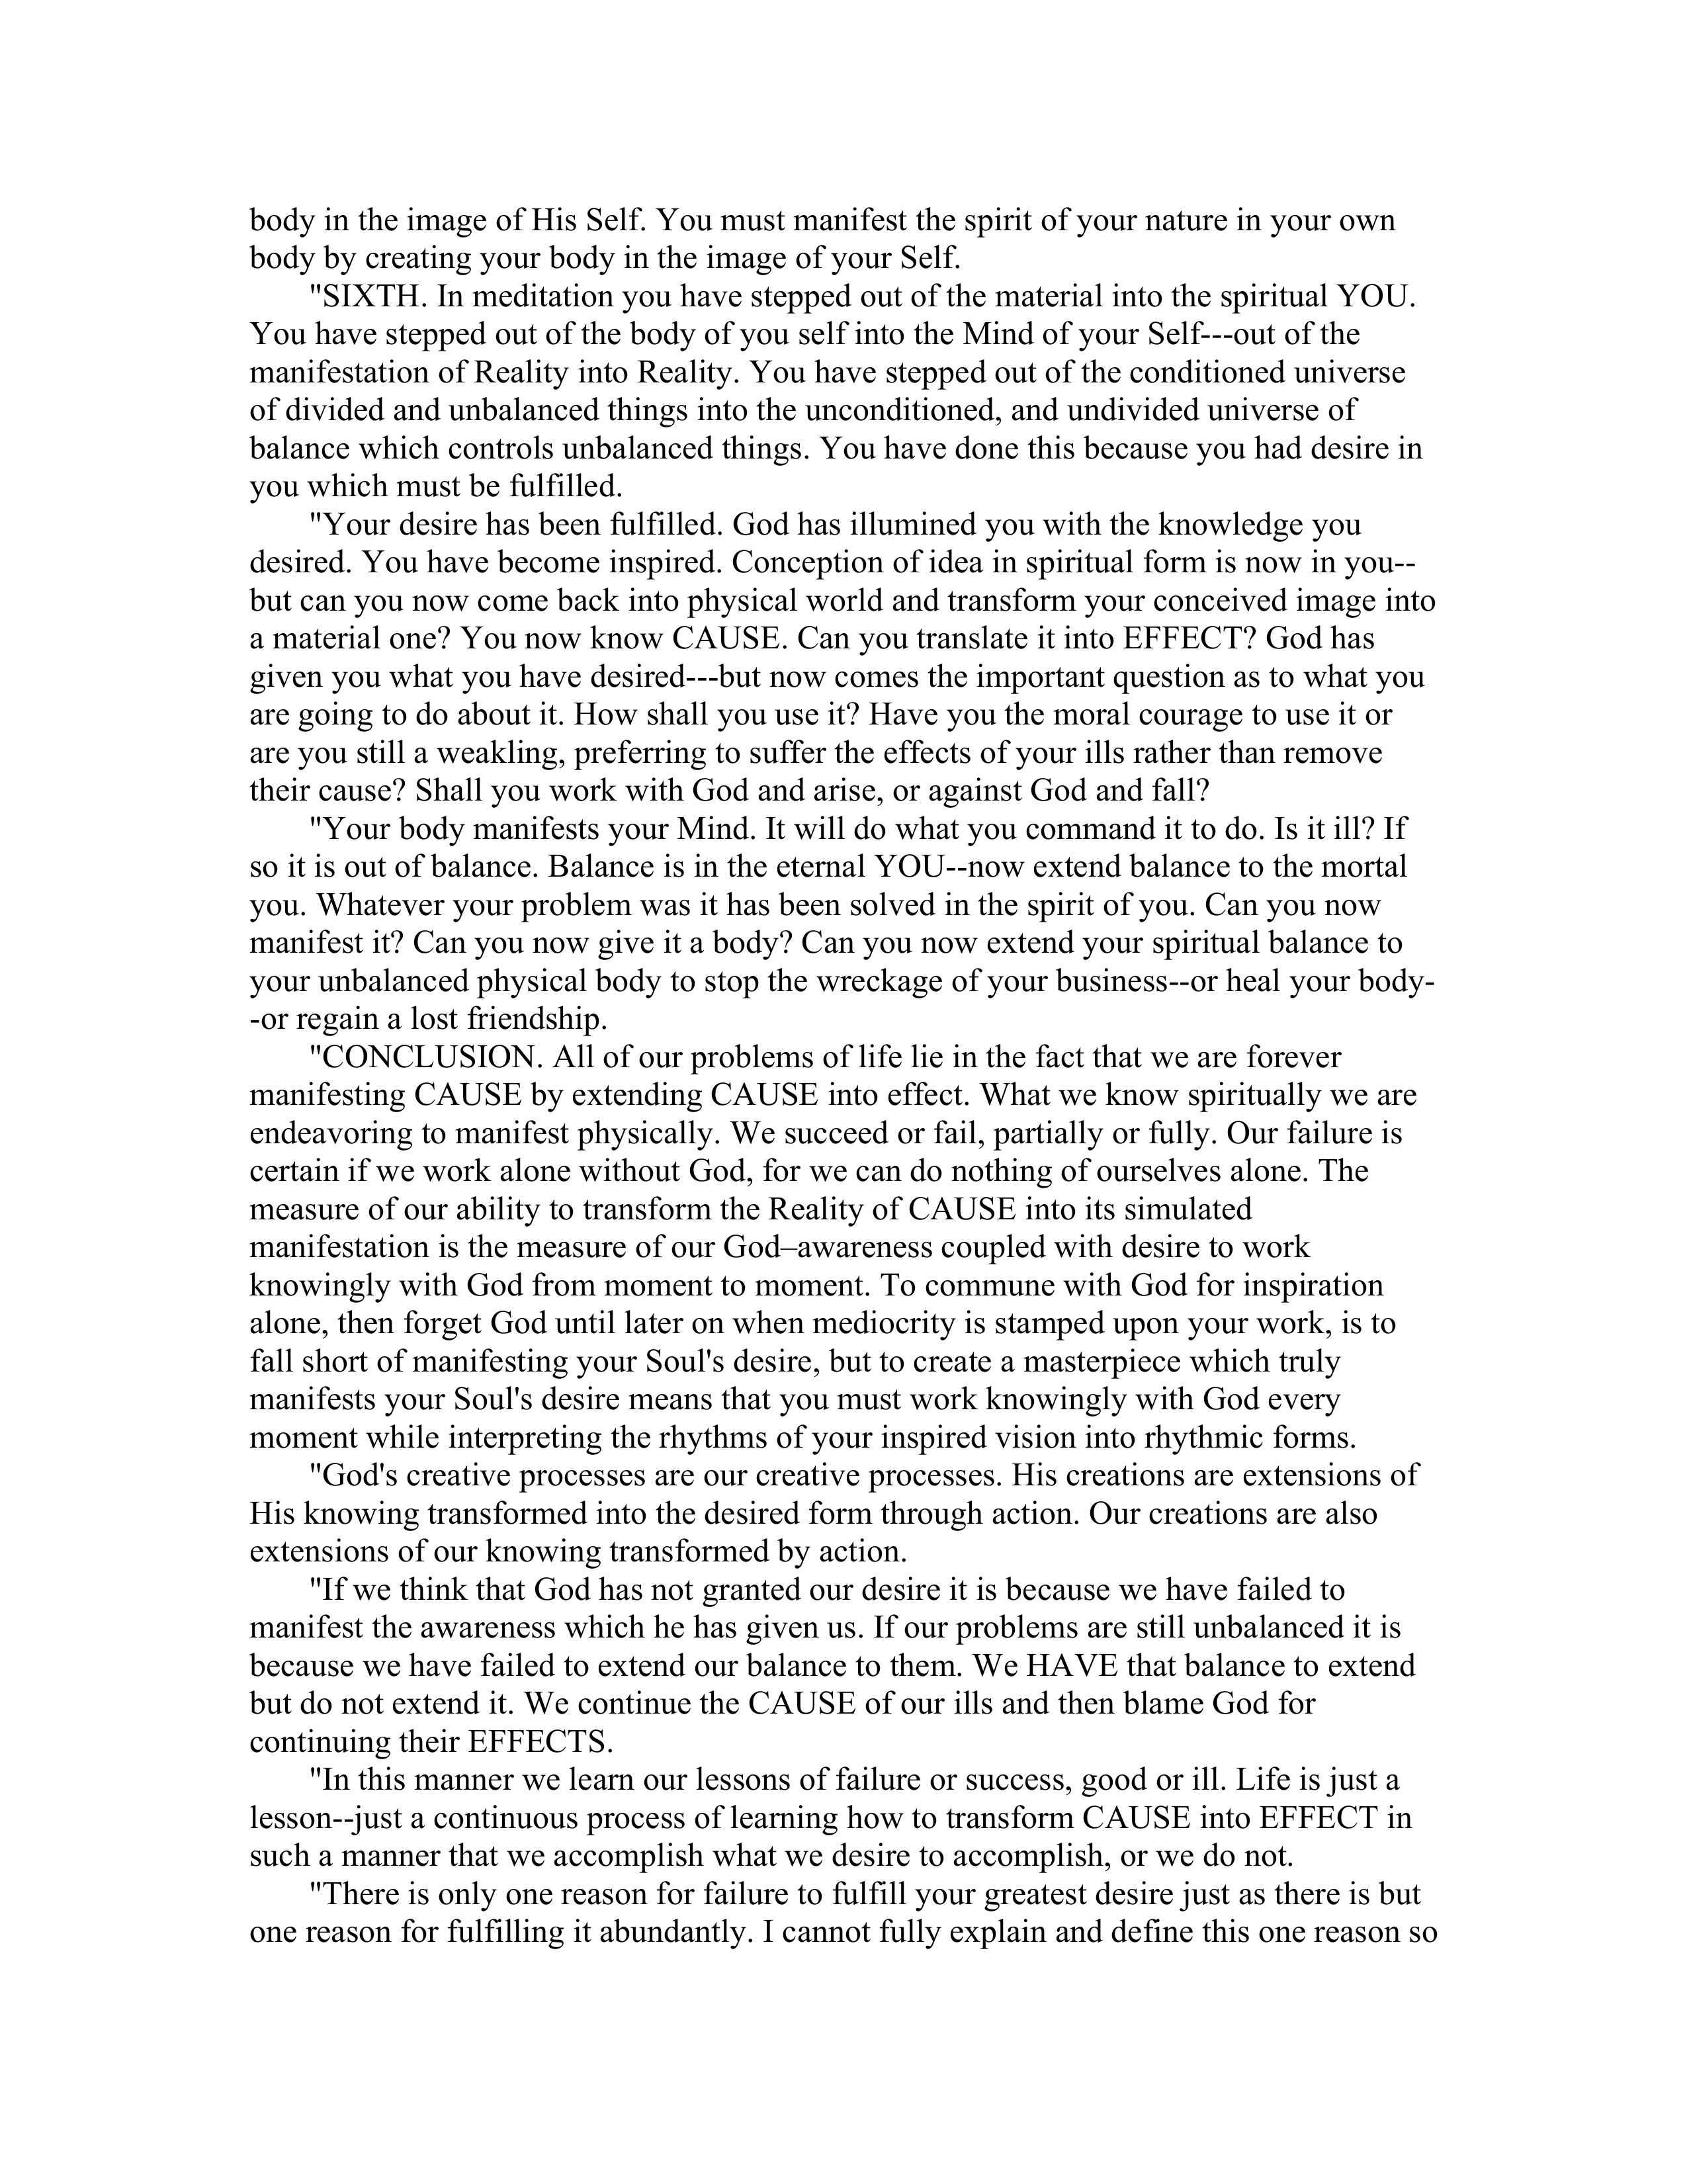 body in the image of His Self. You must manifest the spirit of your nature in your own
body by creating your body in the image of your Self.
"SIXTH. In meditation you have stepped out of the material into the spiritual YOU.
You have stepped out of the body of you self into the Mind of your Self---out of the
manifestation of Reality into Reality. You have stepped out of the conditioned universe
of divided and unbalanced things into the unconditioned, and undivided universe of
balance which controls unbalanced things. You have done this because you had desire in
you which must be fulfilled.
"Your desire has been fulfilled. God has illumined you with the knowledge you
desired. You have become inspired. Conception of idea in spiritual form is now in you--
but can you now come back into physical world and transform your conceived image into
a material one? You now know CAUSE. Can you translate it into EFFECT? God has
given you what you have desired---but now comes the important question as to what you
are going to do about it. How shall you use it? Have you the moral courage to use it or
are you still a weakling, preferring to suffer the effects of your ills rather than remove
their cause? Shall you work with God and arise, or against God and fall?
"Your body manifests your Mind. It will do what you command it to do. Is it ill? If
so it is out of balance. Balance is in the eternal YOU--now extend balance to the mortal
you. Whatever your problem was it has been solved in the spirit of you. Can you now
manifest it? Can you now give it a body? Can you now extend your spiritual balance to
your unbalanced physical body to stop the wreckage of your business--or heal your body-
-or regain a lost friendship.
"CONCLUSION. All of our problems of life lie in the fact that we are forever
manifesting CAUSE by extending CAUSE into effect. What we know spiritually we are
endeavoring to manifest physically. We succeed or fail, partially or fully. Our failure is
certain if we work alone without God, for we can do nothing of ourselves alone. The
measure of our ability to transform the Reality of CAUSE into its simulated
manifestation is the measure of our God–awareness coupled with desire to work
knowingly with God from moment to moment. To commune with God for inspiration
alone, then forget God until later on when mediocrity is stamped upon your work, is to
fall short of manifesting your Soul's desire, but to create a masterpiece which truly
manifests your Soul's desire means that you must work knowingly with God every
moment while interpreting the rhythms of your inspired vision into rhythmic forms.
"God's creative processes are our creative processes. His creations are extensions of
His knowing transformed into the desired form through action. Our creations are also
extensions of our knowing transformed by action.
"If we think that God has not granted our desire it is because we have failed to
manifest the awareness which he has given us. If our problems are still unbalanced it is
because we have failed to extend our balance to them. We HAVE that balance to extend
but do not extend it. We continue the CAUSE of our ills and then blame God for
continuing their EFFECTS.
"In this manner we learn our lessons of failure or success, good or ill. Life is just a
lesson--just a continuous process of learning how to transform CAUSE into EFFECT in
such a manner that we accomplish what we desire to accomplish, or we do not.
"There is only one reason for failure to fulfill your greatest desire just as there is but
one reason for fulfilling it abundantly. I cannot fully explain and define this one reason so